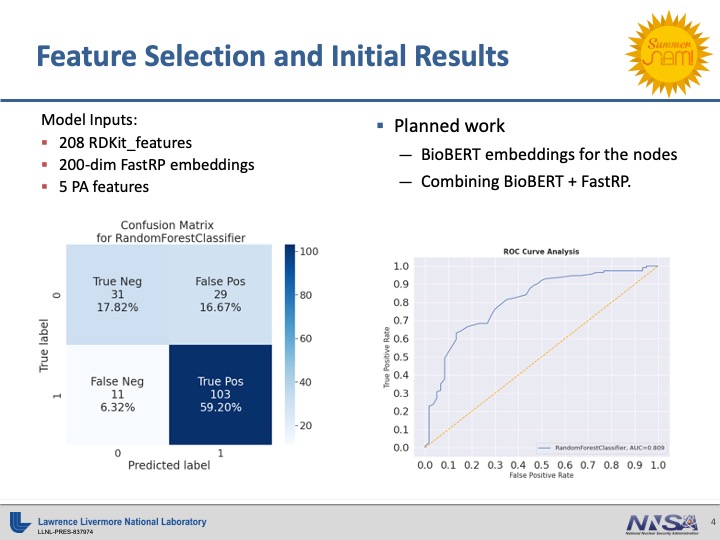 Feature Selection and Initial Results
Summer
SLAM!
Model Inputs:
▪ 208 RDKit_features
▪ 200-dim FastRP embeddings
▪ 5 PA features
▪ Planned work
— BioBERT embeddings for the nodes
— Combining BioBERT + FastRP.
Confusion Matrix
for RandomForestClassifier
True label
0
1
True Neg
31
17.82%
False Pos
29
16.67%
False Neg
11
6.32%
True Pos
103
59.20%
0 1
Predicted label
100
80
60
40
20
ROC Curve Analysis
True Positive Rate
1.0
0.9
0.8
0.7
0.6
0.5
0.4
0.3
0.2
0.1
0.0
RandomForestClassifier, AUC=0.809
0.0 0.1 0.2 0.3 0.4 0.5 0.6 0.7 0.8 0.9 1.0
False Positive Rate
Lawrence Livermore National Laboratory
LLNL-PRES-837974
NNSA
National Nuclear Security Administration
4